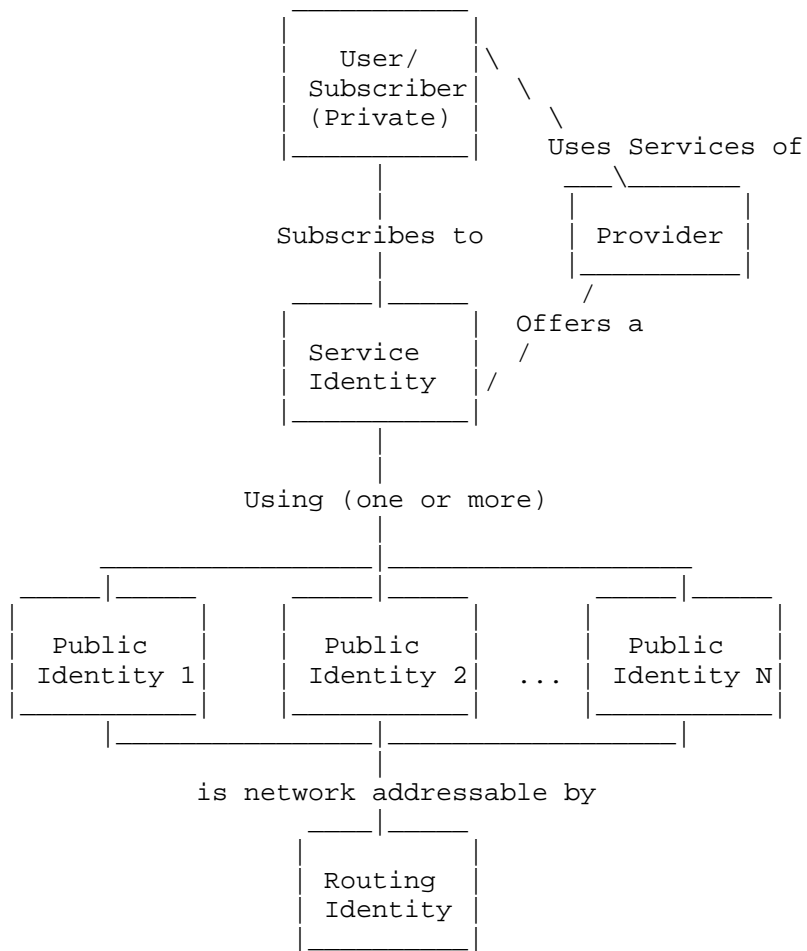 User/
Subscriber
(Private)
Uses Services of
Subscribes to
Provider
Offers a
Service
Identity
Using (one or more)
Public
Identity 1
Public
Identity 2
...
Public
Identity N
is network addressable by
Routing
Identity